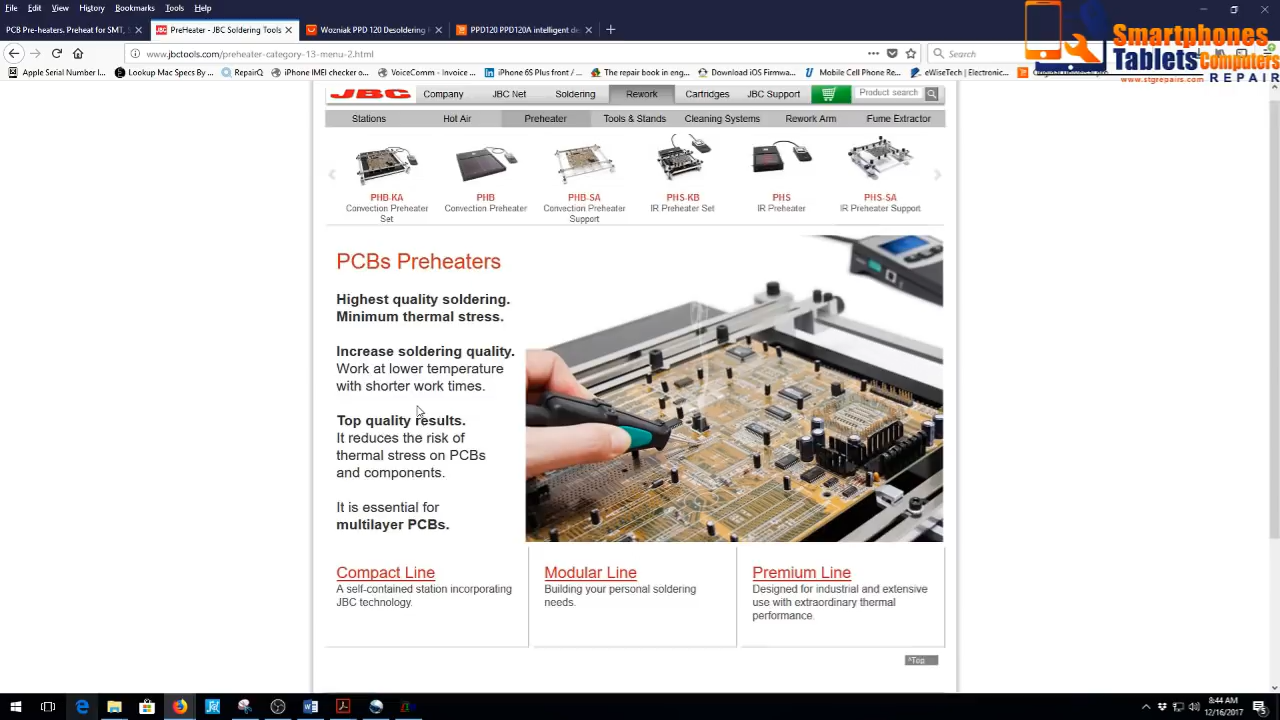 File Edit View History Bookmarks Tools Help
PCB Pre-heaters. Preheat for SMT, S
PreHeater - JBC Soldering Tools
Wozniak PPD 120 Desoldering H
PPD120 PPD120A intelligent de
www.jbctools.com/preheater-category-13-menu-2.html
Search
Smartphones
Tablets Computers
www.stgrepairs.com REPAIR
Apple Serial Number I...
Lookup Mac Specs By ...
RepairQ
iPhone IMEI checker or...
VoiceComm - Invoice ...
iPhone 6S Plus front / ...
The repair book in eng...
Download iOS Firmwa...
Mobile Cell Phone Re...
eWiseTech | Electronic...
JBC
Soldering
Rework
Cartridges
JBC Support
Product search
Stations
Hot Air
Preheater
Tools & Stands
Cleaning Systems
Rework Arm
Fume Extractor
PHB-KA
Convection Preheater
Set
PHB
Convection Preheater
PHB-SA
Convection Preheater
Support
PHS-KB
IR Preheater Set
PHS
IR Preheater
PHS-SA
IR Preheater Support
PCBs Preheaters
Highest quality soldering.
Minimum thermal stress.
Increase soldering quality.
Work at lower temperature
with shorter work times.
Top quality results.
It reduces the risk of
thermal stress on PCBs
and components.
It is essential for
multilayer PCBs.
Compact Line
A self-contained station incorporating
JBC technology.
Modular Line
Building your personal soldering
needs.
Premium Line
Designed for industrial and extensive
use with extraordinary thermal
performance.
^Top
8:44 AM
12/16/2017